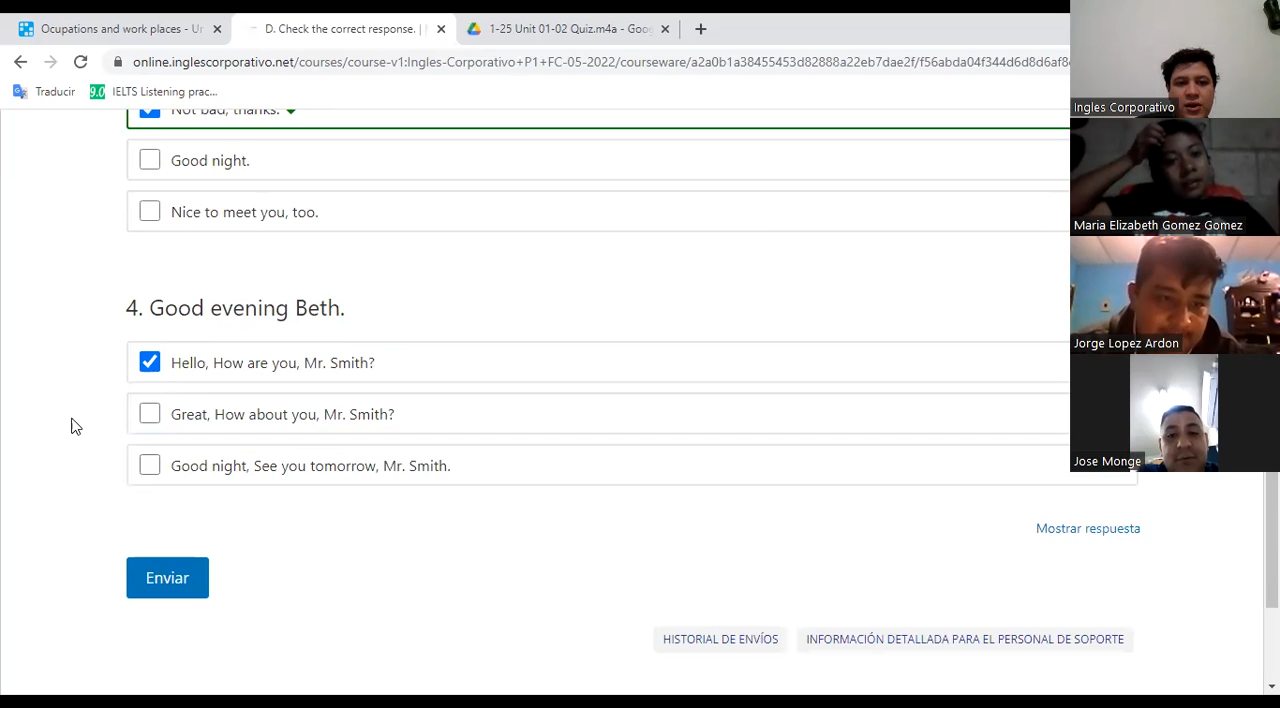 Ocupations and work places - Ur
D. Check the correct response. |
1-25 Unit 01-02 Quiz.m4a - Goog
online.inglescorporativo.net/courses/course-v1:Ingles-Corporativo+P1+FC-05-2022/courseware/a2a0b1a38455453d82888a22eb7dae2f/f56abda04f344d6d8d6af8
Traducir
9.0 IELTS Listening prac...
Not bad, thanks.
Good night.
Nice to meet you, too.
4. Good evening Beth.
Hello, How are you, Mr. Smith?
Great, How about you, Mr. Smith?
Good night, See you tomorrow, Mr. Smith.
Mostrar respuesta
Enviar
HISTORIAL DE ENVÍOS
INFORMACIÓN DETALLADA PARA EL PERSONAL DE SOPORTE
Ingles Corporativo
Maria Elizabeth Gomez Gomez
Jorge Lopez Ardon
Jose Monge